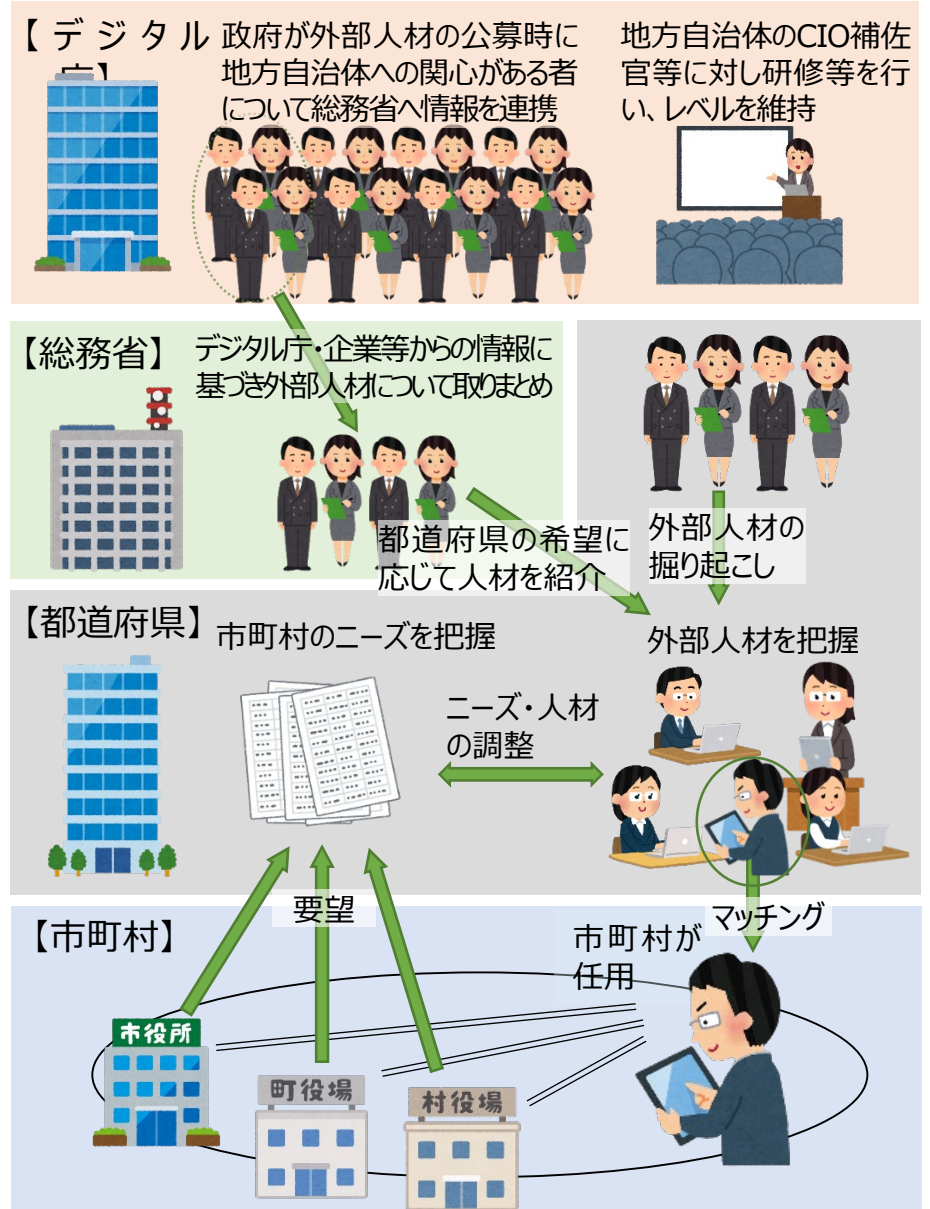 【デジタル
庁】
政府が外部人材の公募時に
地方自治体への関心がある者
について総務省へ情報を連携
地方自治体のCIO補佐
官等に対し研修等を行
い、レベルを維持
【総務省】
デジタル庁・企業等からの情報に
基づき外部人材について取りまとめ
都道府県の希望に
応じて人材を紹介
外部人材の
掘り起こし
【都道府県】
市町村のニーズを把握
外部人材を把握
ニーズ・人材
の調整
要望
マッチング
【市町村】
市町村が
任用
市役所
町役場
村役場